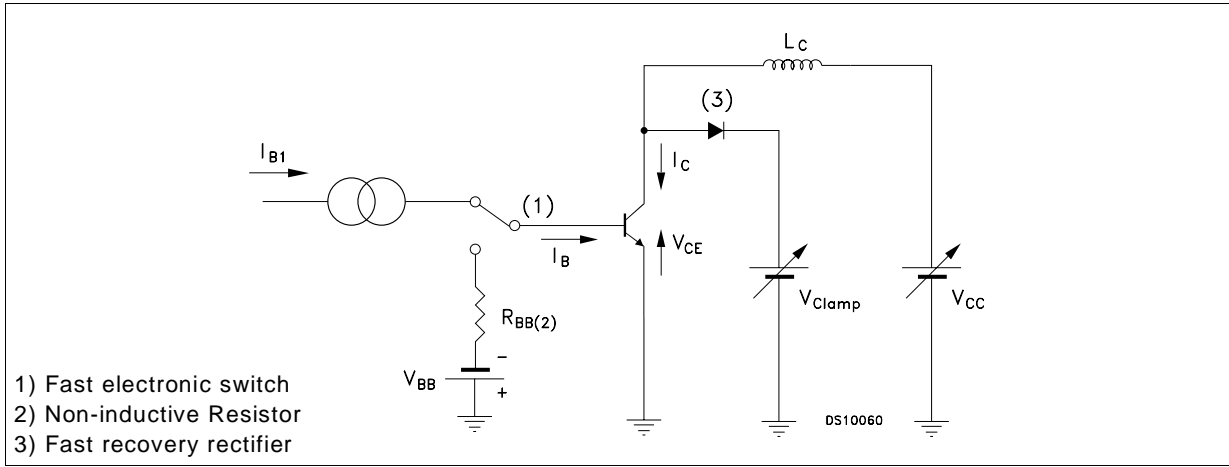 L_C
(3)
I_B1
I_C
(1)
I_B
V_CE
V_Clamp
V_CC
R_BB(2)
V_BB
−
+
DS10060
1) Fast electronic switch
2) Non-inductive Resistor
3) Fast recovery rectifier